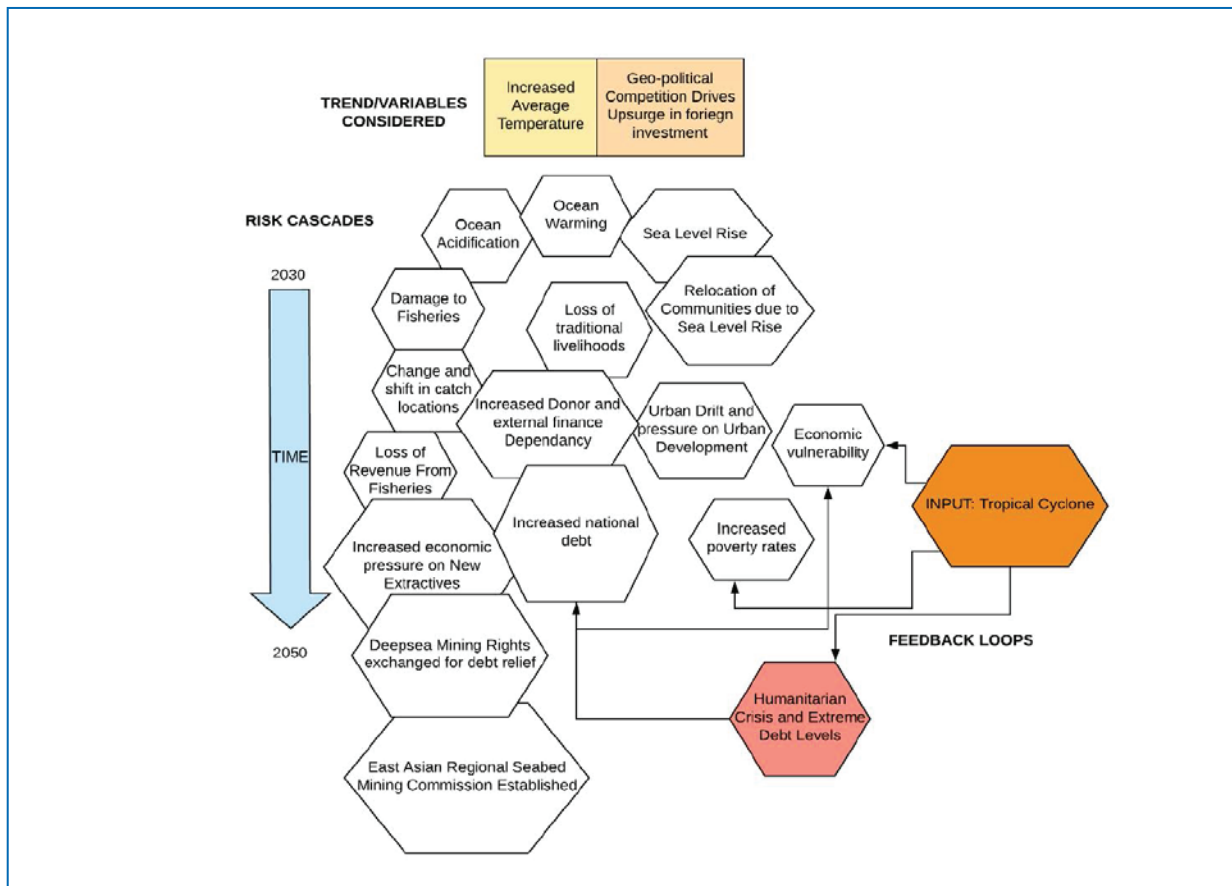 TREND/VARIABLES
CONSIDERED
Increased
Average
Temperature
Geo-political
Competition Drives
Upsurge in foriegn
investment
RISK CASCADES
Ocean
Acidification
Ocean
Warming
Sea Level Rise
2030
Damage to
Fisheries
Loss of
traditional
livelihoods
Relocation of
Communities due to
Sea Level Rise
Change and
shift in catch
locations
Increased Donor and
external finance
Dependancy
Urban Drift and
pressure on Urban
Development
Economic
vulnerability
TIME
Loss of
Revenue From
Fisheries
INPUT: Tropical Cyclone
Increased national
debt
Increased
poverty rates
Increased economic
pressure on New
Extractives
2050
Deepsea Mining Rights
exchanged for debt relief
FEEDBACK LOOPS
Humanitarian
Crisis and Extreme
Debt Levels
East Asian Regional Seabed
Mining Commission Established